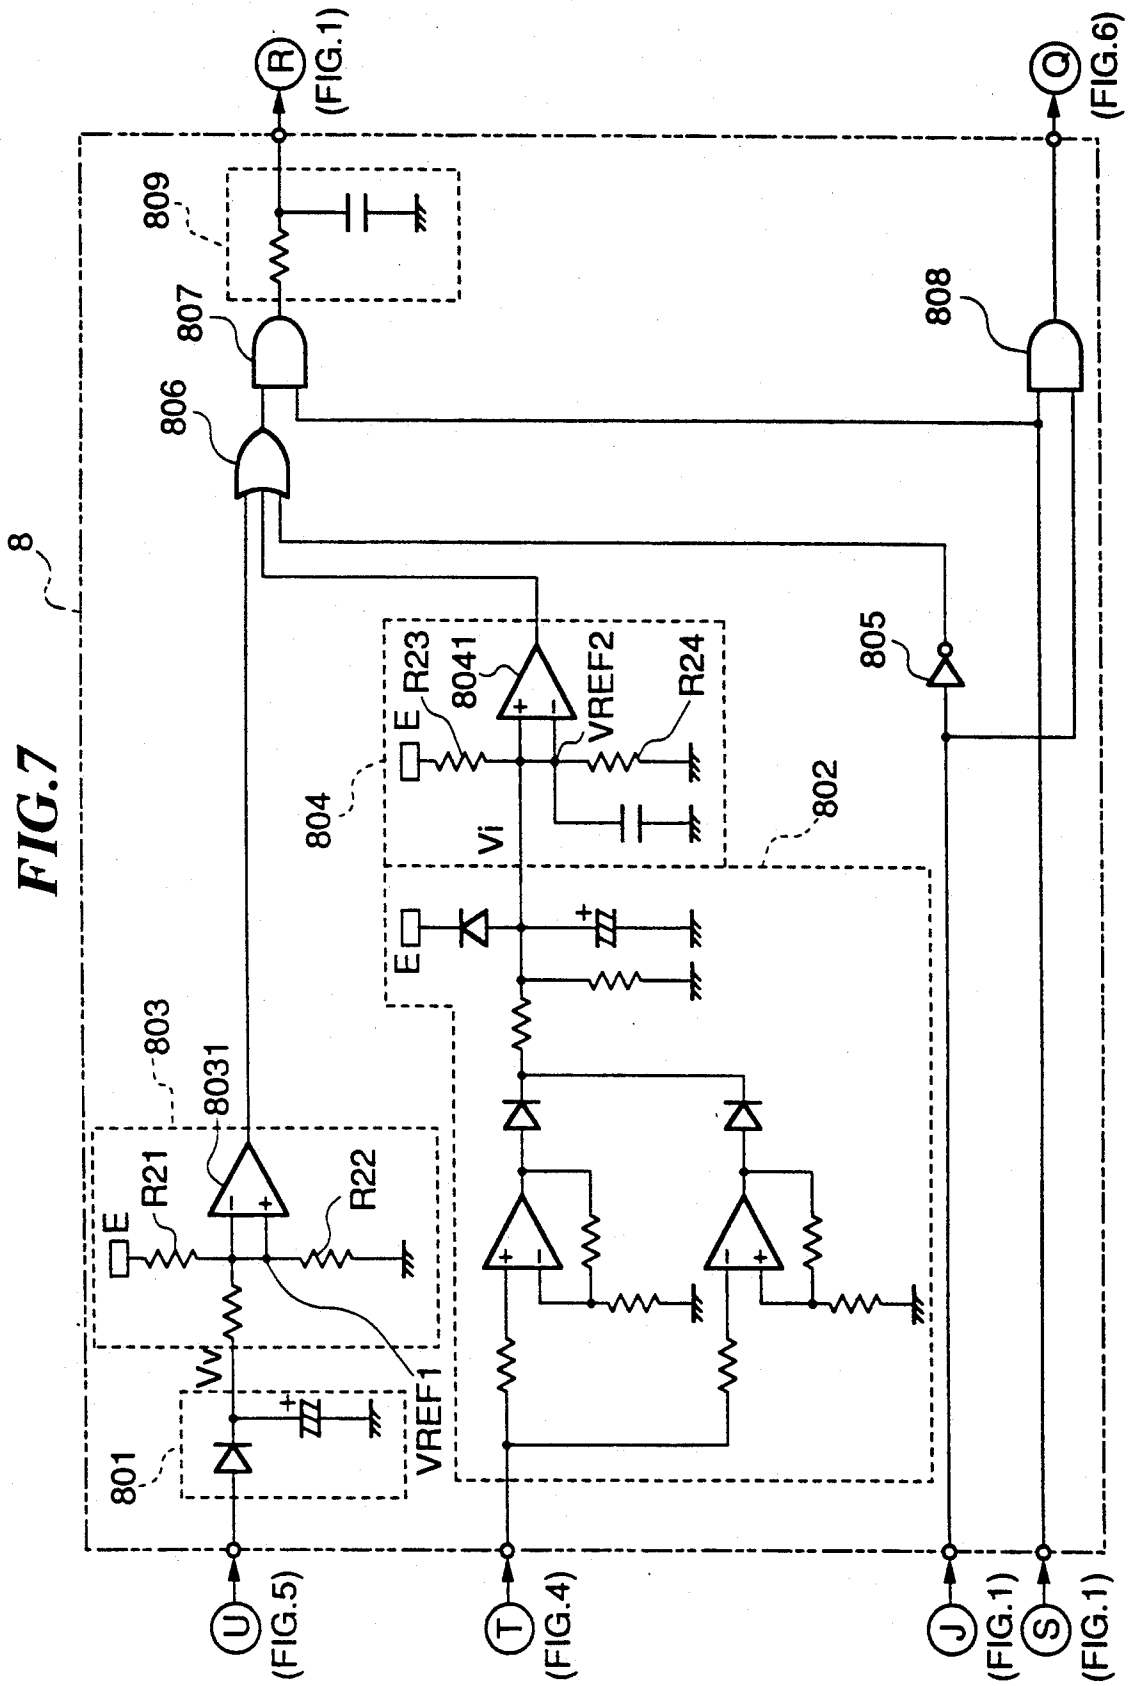 FIG.7
8
U
(FIG.5)
801
Vv
VREF1
803
E
R21
8031
R22
806
807
809
R
(FIG.1)
T
(FIG.4)
802
E
Vi
804
E
R23
8041
VREF2
R24
805
808
J
(FIG.1)
S
(FIG.1)
Q
(FIG.6)
+
−
+
+
−
−
+
+
+
−